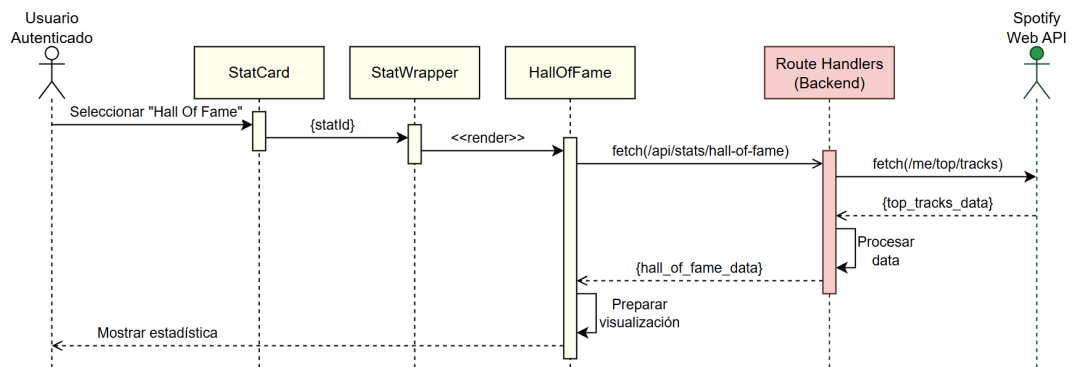 Usuario
Autenticado
Spotify
Web API
StatCard
StatWrapper
HallOfFame
Route Handlers
(Backend)
Seleccionar "Hall Of Fame"
{statId}
<<render>>
fetch(/api/stats/hall-of-fame)
fetch(/me/top/tracks)
{top_tracks_data}
Procesar
data
{hall_of_fame_data}
Preparar
visualización
Mostrar estadística